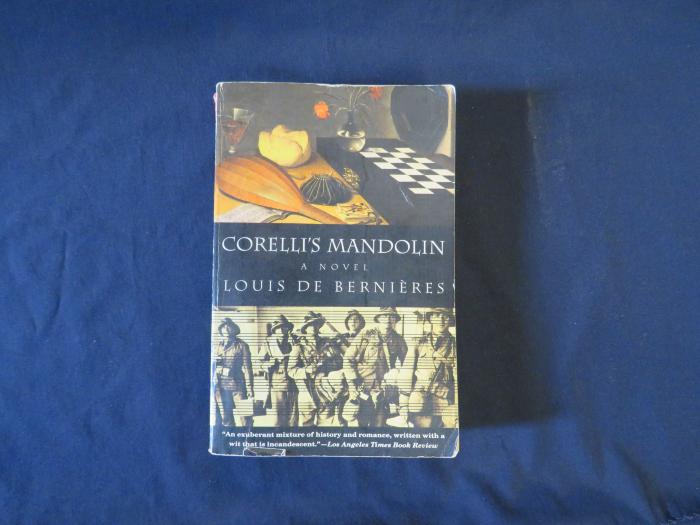 CORELLI'S MANDOLIN
A NOVEL
LOUIS DE BERNIÈRES
"An exuberant mixture of history and romance, written with a
wit that is incandescent."—Los Angeles Times Book Review